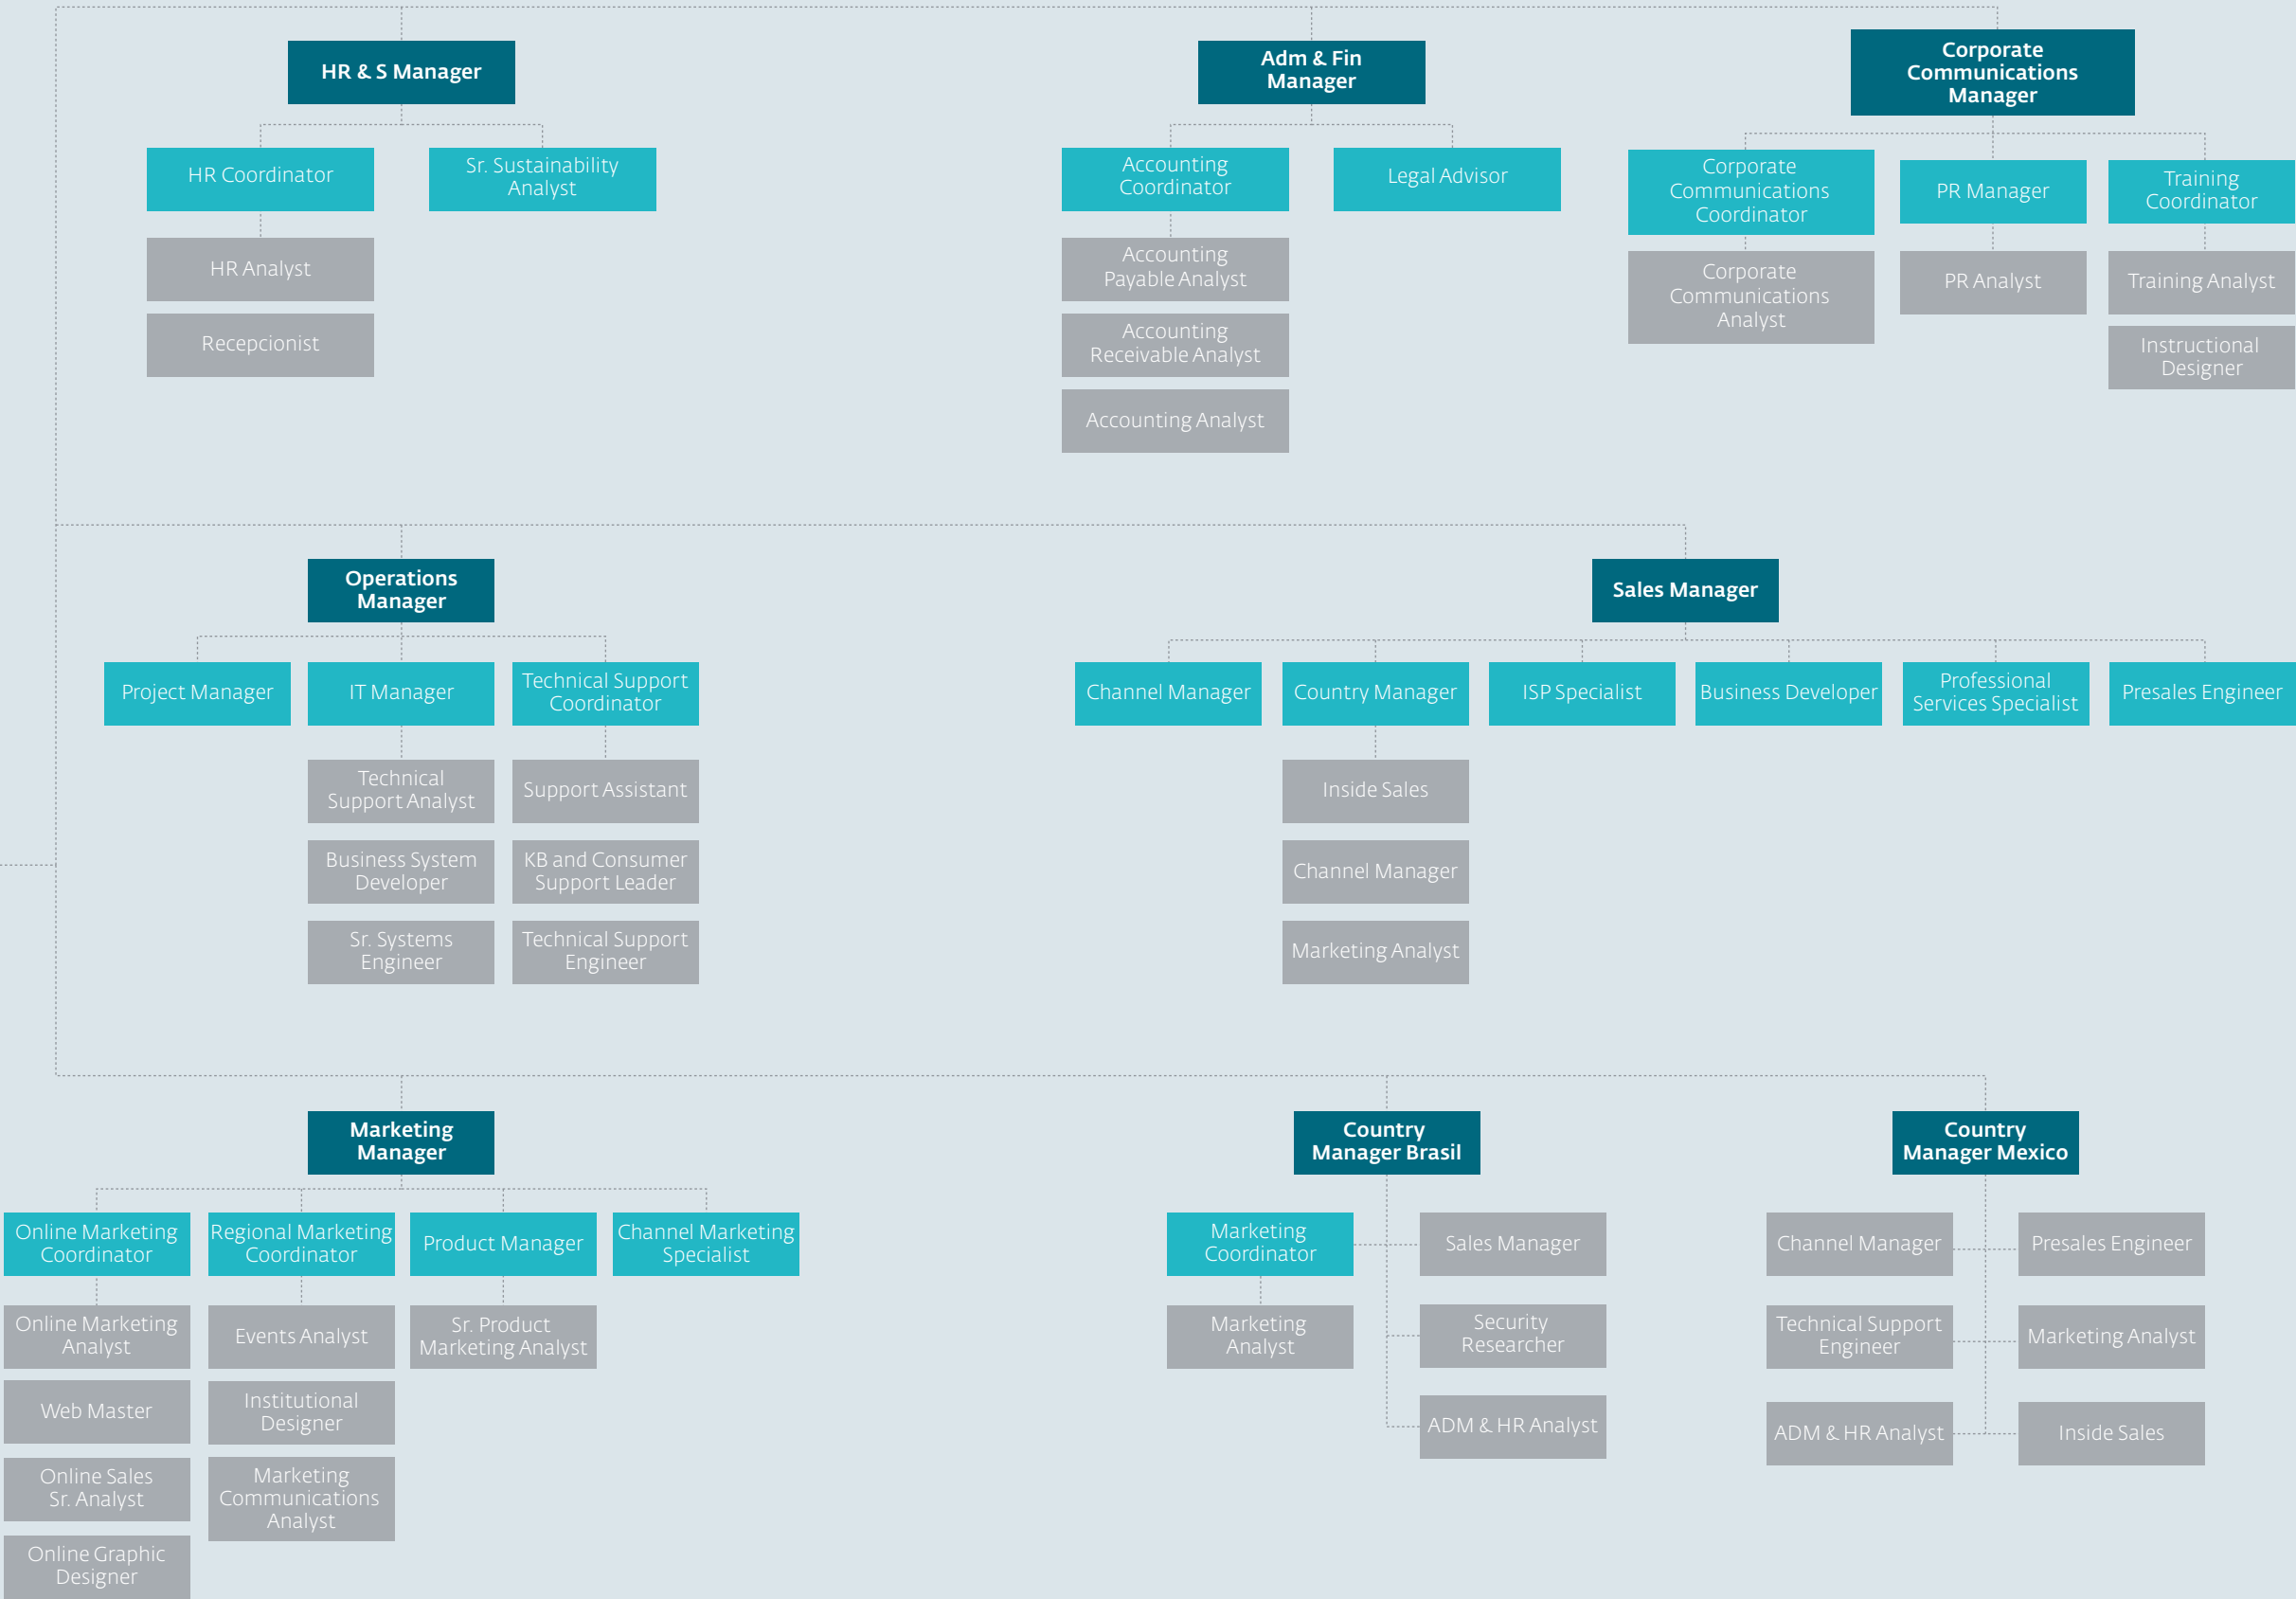 HR & S Manager
Adm & Fin
Manager
Corporate
Communications
Manager
HR Coordinator
Sr. Sustainability
Analyst
Accounting
Coordinator
Legal Advisor
Corporate
Communications
Coordinator
PR Manager
Training
Coordinator
HR Analyst
Recepcionist
Accounting
Payable Analyst
Accounting
Receivable Analyst
Accounting Analyst
Corporate
Communications
Analyst
PR Analyst
Training Analyst
Instructional
Designer
Operations
Manager
Sales Manager
Project Manager
IT Manager
Technical Support
Coordinator
Channel Manager
Country Manager
ISP Specialist
Business Developer
Professional
Services Specialist
Presales Engineer
Technical
Support Analyst
Support Assistant
Inside Sales
Business System
Developer
KB and Consumer
Support Leader
Channel Manager
Sr. Systems
Engineer
Technical Support
Engineer
Marketing Analyst
Marketing
Manager
Country
Manager Brasil
Country
Manager Mexico
Online Marketing
Coordinator
Regional Marketing
Coordinator
Product Manager
Channel Marketing
Specialist
Marketing
Coordinator
Sales Manager
Channel Manager
Presales Engineer
Online Marketing
Analyst
Events Analyst
Sr. Product
Marketing Analyst
Marketing
Analyst
Security
Researcher
Technical Support
Engineer
Marketing Analyst
Web Master
Institutional
Designer
ADM & HR Analyst
ADM & HR Analyst
Inside Sales
Online Sales
Sr. Analyst
Marketing
Communications
Analyst
Online Graphic
Designer